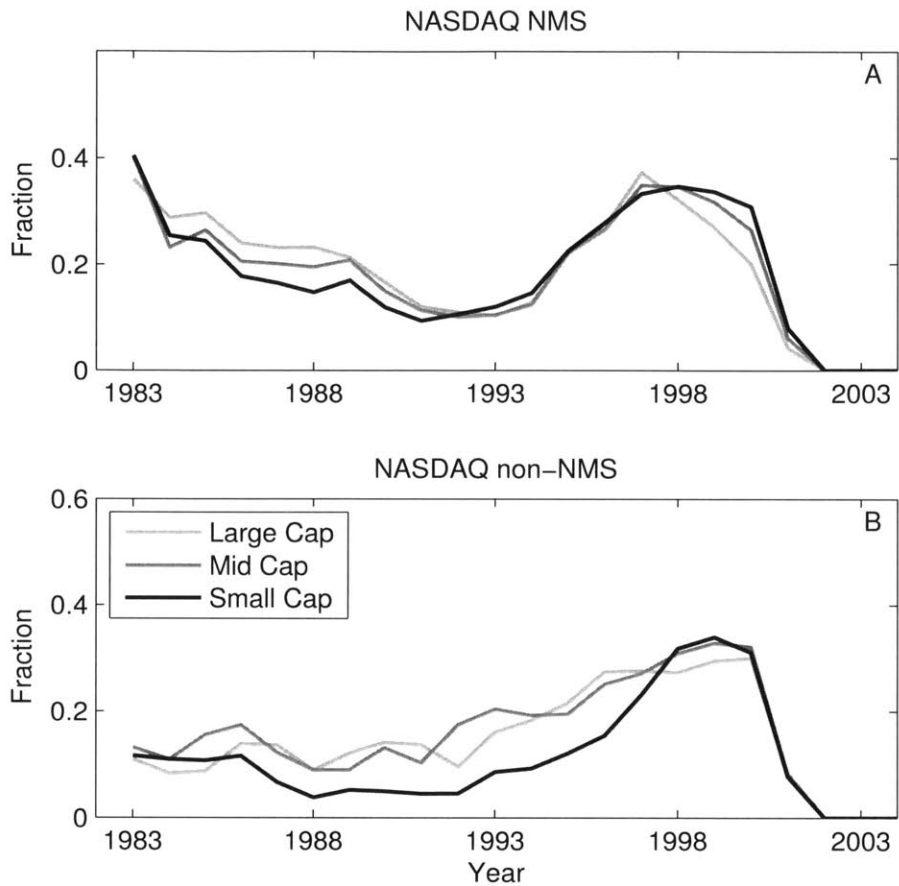 NASDAQ NMS
A
Fraction
0.4
0.2
0
1983 1988 1993 1998 2003
NASDAQ non−NMS
B
Fraction
0.6
0.4
0.2
0
Large Cap
Mid Cap
Small Cap
1983 1988 1993 1998 2003
Year